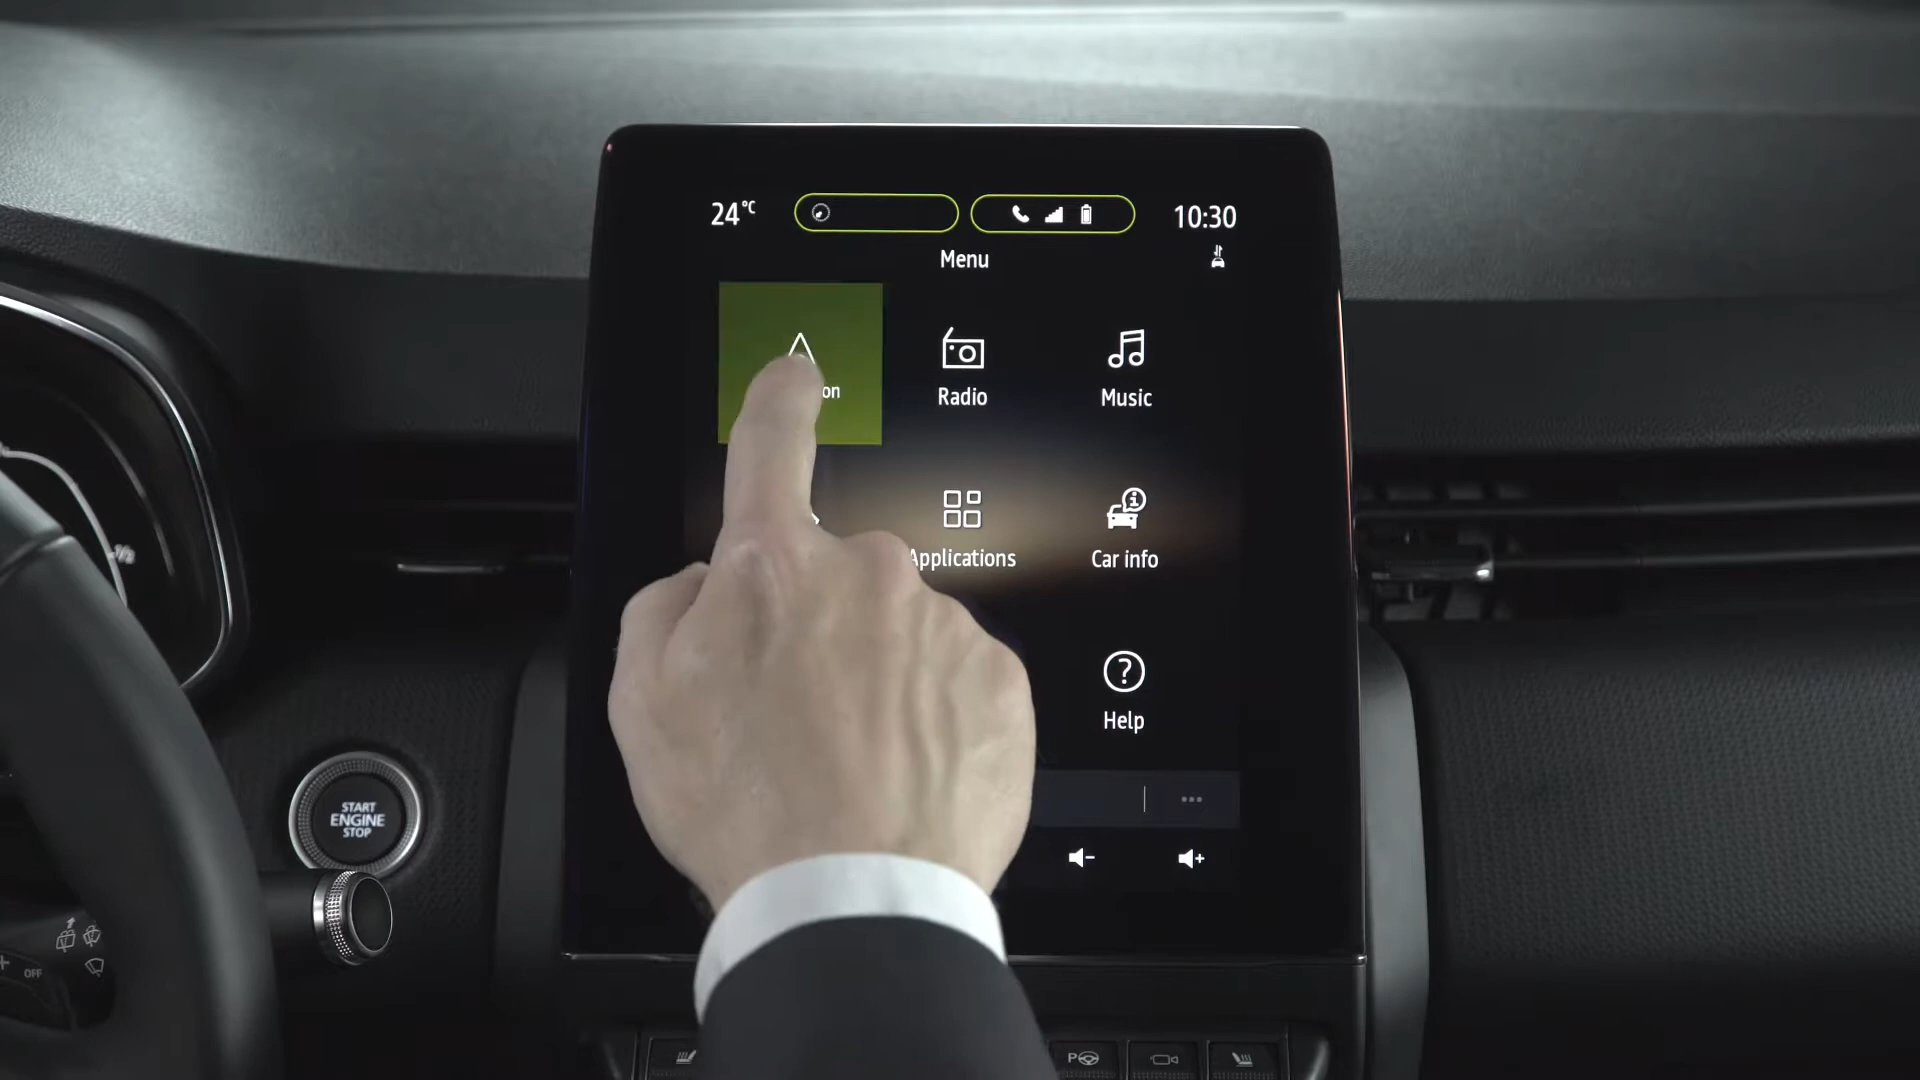 24°C
10:30
Menu
on
Radio
Music
Applications
Car info
?
Help
START
ENGINE
STOP
OFF
P